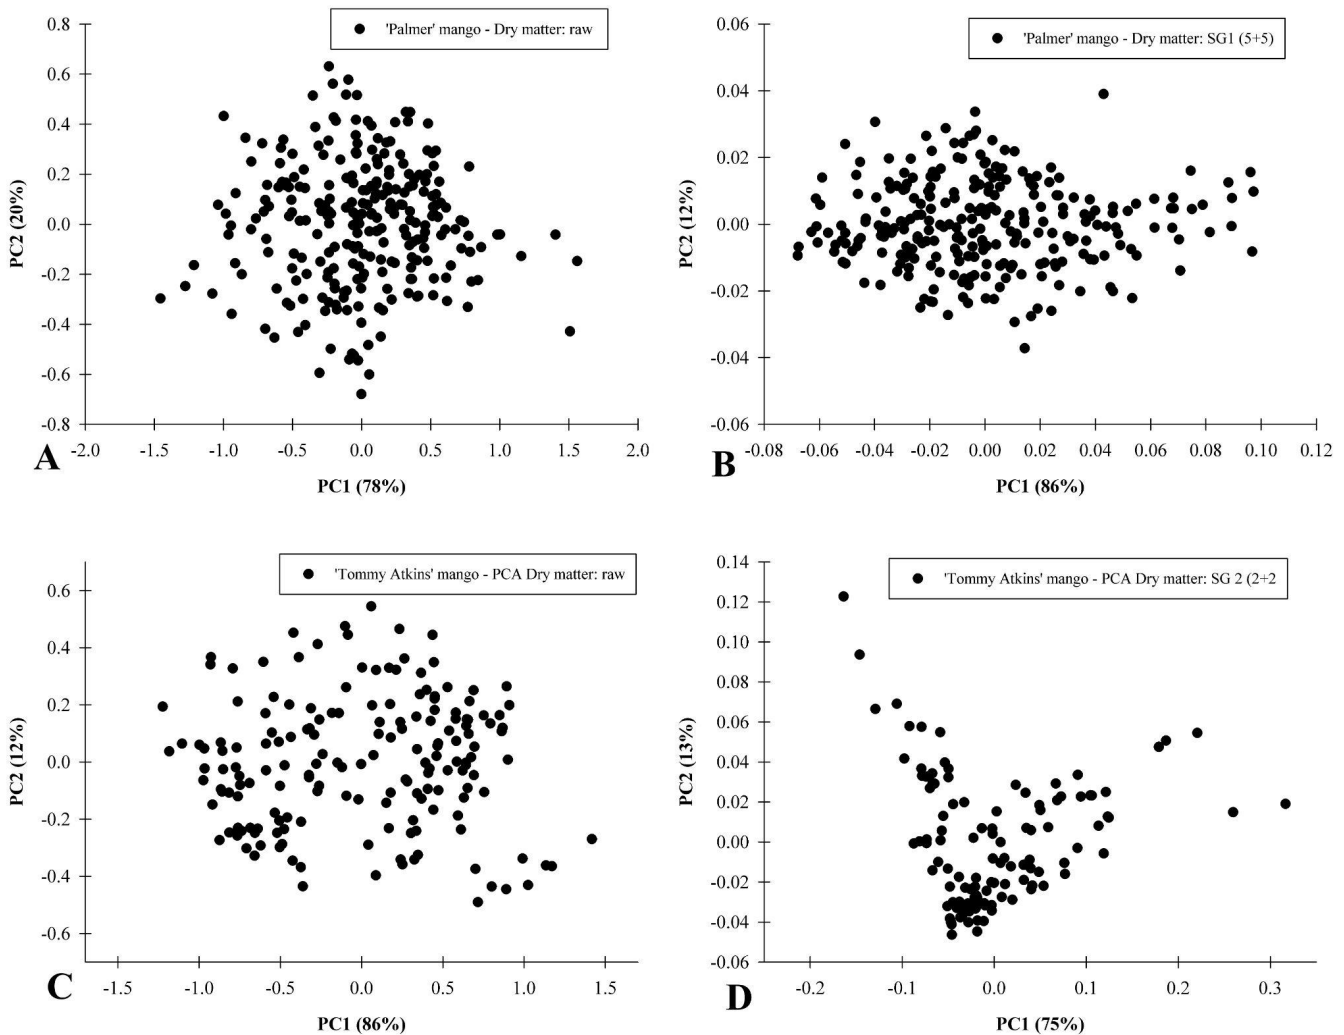 'Palmer' mango - Dry matter: raw
0.8
0.6
0.4
0.2
0.0
-0.2
-0.4
-0.6
-0.8
PC2 (20%)
-2.0 -1.5 -1.0 -0.5 0.0 0.5 1.0 1.5 2.0
PC1 (78%)
A
'Palmer' mango - Dry matter: SG1 (5+5)
0.06
0.04
0.02
0.00
-0.02
-0.04
-0.06
PC2 (12%)
-0.08 -0.06 -0.04 -0.02 0.00 0.02 0.04 0.06 0.08 0.10 0.12
PC1 (86%)
B
'Tommy Atkins' mango - PCA Dry matter: raw
0.6
0.4
0.2
0.0
-0.2
-0.4
-0.6
PC2 (12%)
-1.5 -1.0 -0.5 0.0 0.5 1.0 1.5
PC1 (86%)
C
'Tommy Atkins' mango - PCA Dry matter: SG 2 (2+2
0.14
0.12
0.10
0.08
0.06
0.04
0.02
0.00
-0.02
-0.04
-0.06
PC2 (13%)
-0.2 -0.1 0.0 0.1 0.2 0.3
PC1 (75%)
D